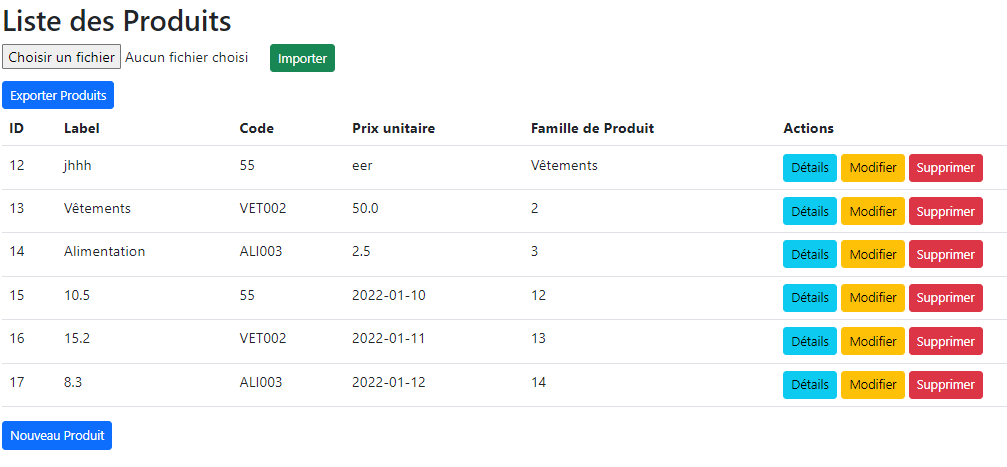 Liste des Produits
Choisir un fichier Aucun fichier choisi Importer
Exporter Produits
ID Label Code Prix unitaire Famille de Produit Actions
12 jhhh 55 eer Vêtements Détails Modifier Supprimer
13 Vêtements VET002 50.0 2 Détails Modifier Supprimer
14 Alimentation ALI003 2.5 3 Détails Modifier Supprimer
15 10.5 55 2022-01-10 12 Détails Modifier Supprimer
16 15.2 VET002 2022-01-11 13 Détails Modifier Supprimer
17 8.3 ALI003 2022-01-12 14 Détails Modifier Supprimer
Nouveau Produit